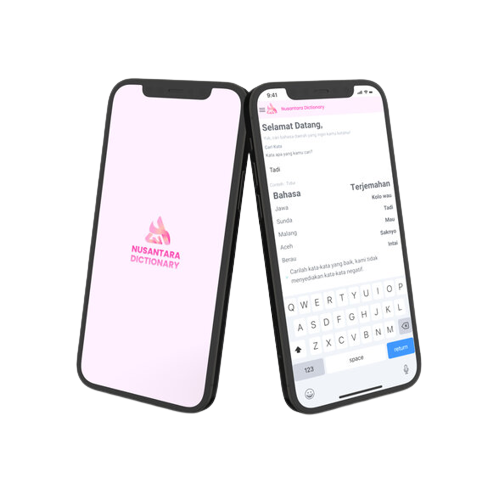 NUSANTARA
DICTIONARY
9:41
Nusantara Dictionary
Selamat Datang,
Cari Kata
Kata apa yang kamu cari?
Tadi
Bahasa Terjemahan
Jawa Kolo wau
Sunda Tadi
Malang Mau
Aceh Saknyo
Berau Intai
Carilah kata-kata yang baik, kami tidak
menyediakan kata-kata negatif.
Q W E R T Y U I O P
A S D F G H J K L
Z X C V B N M
123 space return